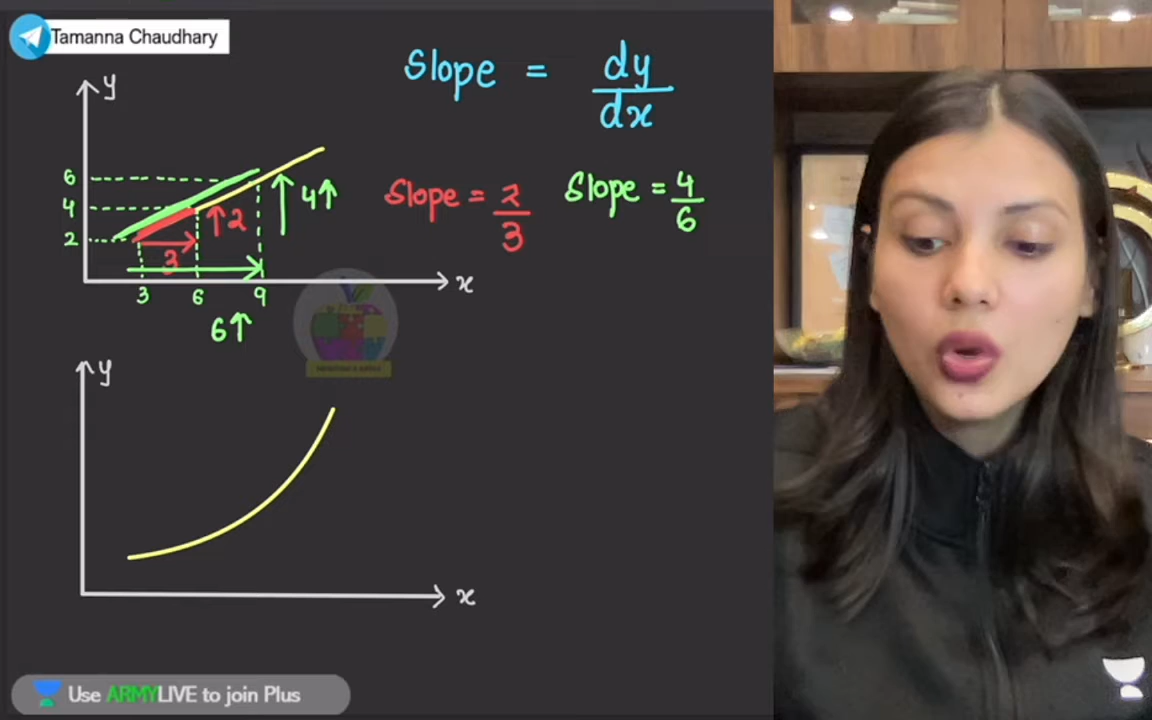 Tamanna Chaudhary
Slope = dy/dx
y
6
4
2
3
2
4↑
Slope = 2/3
Slope = 4/6
3 6 9
x
6↑
y
x
Use ARMYLIVE to join Plus